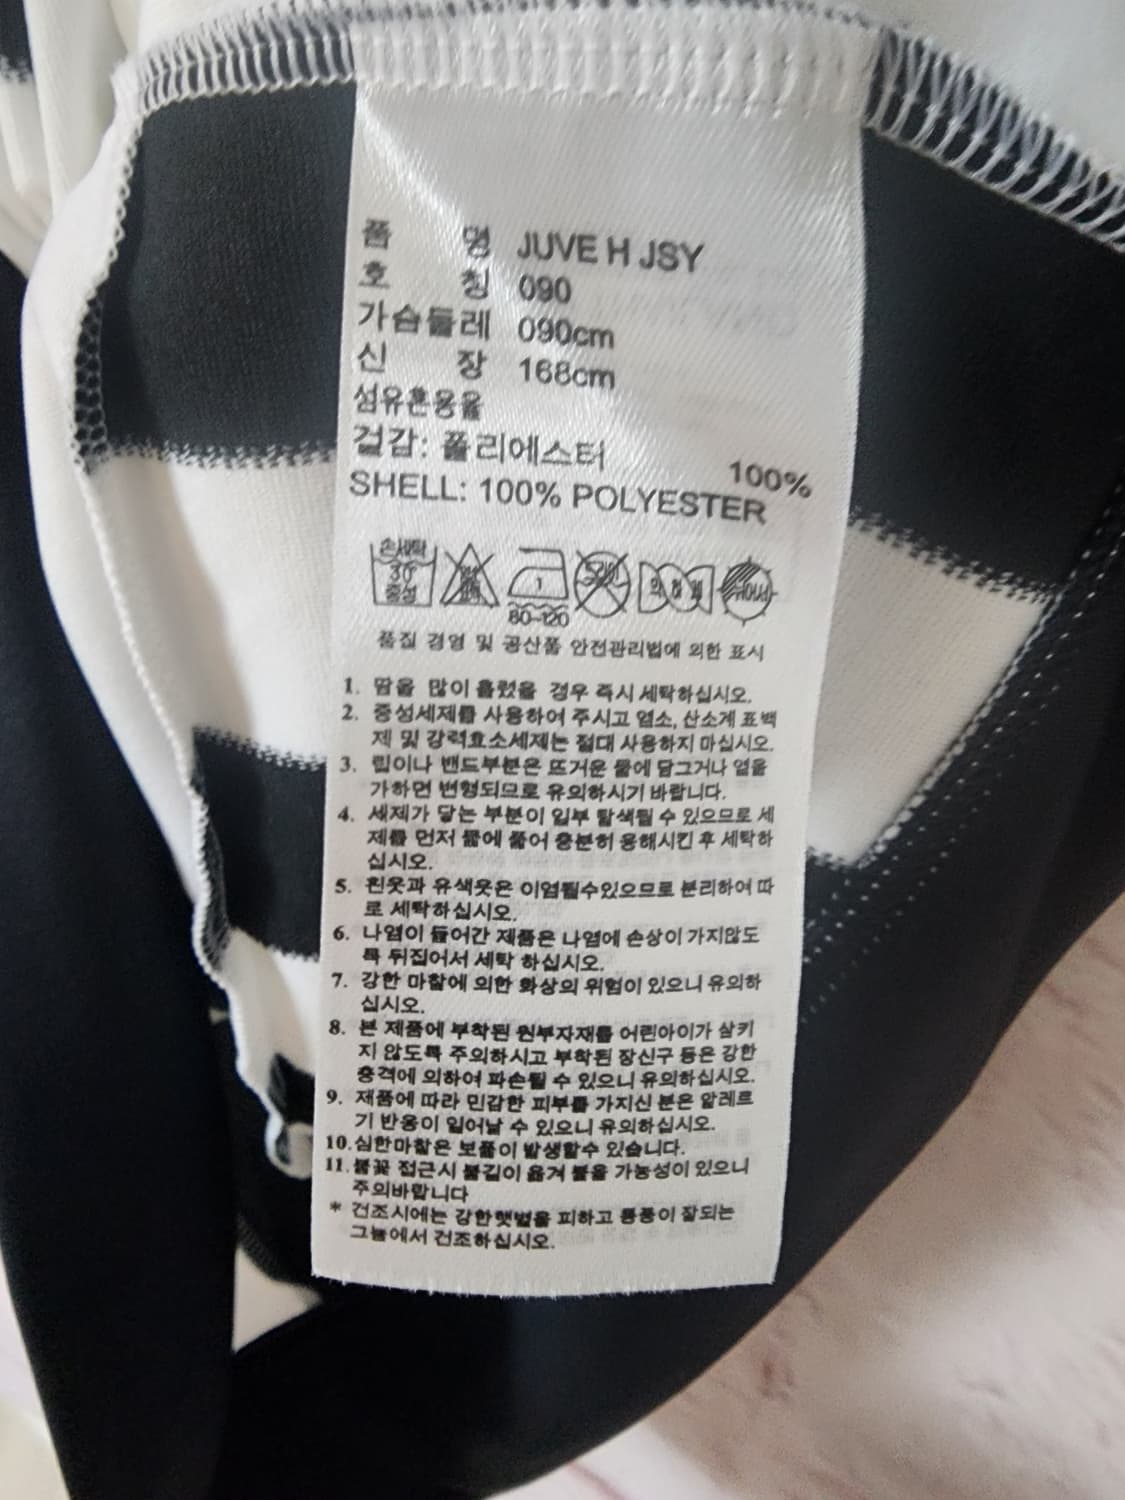 품 명 JUVE H JSY
호 칭 090
가슴둘레 090cm
신 장 168cm
섬유혼용율
겉감: 폴리에스터 100%
SHELL: 100% POLYESTER
손세탁
30°
중성
1
80~120
품질 경영 및 공산품 안전관리법에 의한 표시
1. 땀을 많이 흘렸을 경우 즉시 세탁하십시오.
2. 중성세제를 사용하여 주시고 염소, 산소계 표백
제 및 강력효소세제는 절대 사용하지 마십시오.
3. 립이나 밴드부분은 뜨거운 물에 담그거나 열을
가하면 변형되므로 유의하시기 바랍니다.
4. 세제가 닿는 부분이 일부 탈색될 수 있으므로 세
제를 먼저 물에 풀어 충분히 용해시킨 후 세탁하
십시오.
5. 흰옷과 유색옷은 이염될수있으므로 분리하여 따
로 세탁하십시오.
6. 나염이 들어간 제품은 나염에 손상이 가지않도
록 뒤집어서 세탁 하십시오.
7. 강한 마찰에 의한 화상의 위험이 있으니 유의하
십시오.
8. 본 제품에 부착된 원부자재를 어린아이가 삼키
지 않도록 주의하시고 부착된 장신구 등은 강한
충격에 의하여 파손될 수 있으니 유의하십시오.
9. 제품에 따라 민감한 피부를 가지신 분은 알레르
기 반응이 일어날 수 있으니 유의하십시오.
10.심한마찰은 보풀이 발생할수 있습니다.
11.불꽃 접근시 불길이 옮겨 붙을 가능성이 있으니
주의바랍니다
* 건조시에는 강한햇볕을 피하고 통풍이 잘되는
그늘에서 건조하십시오.